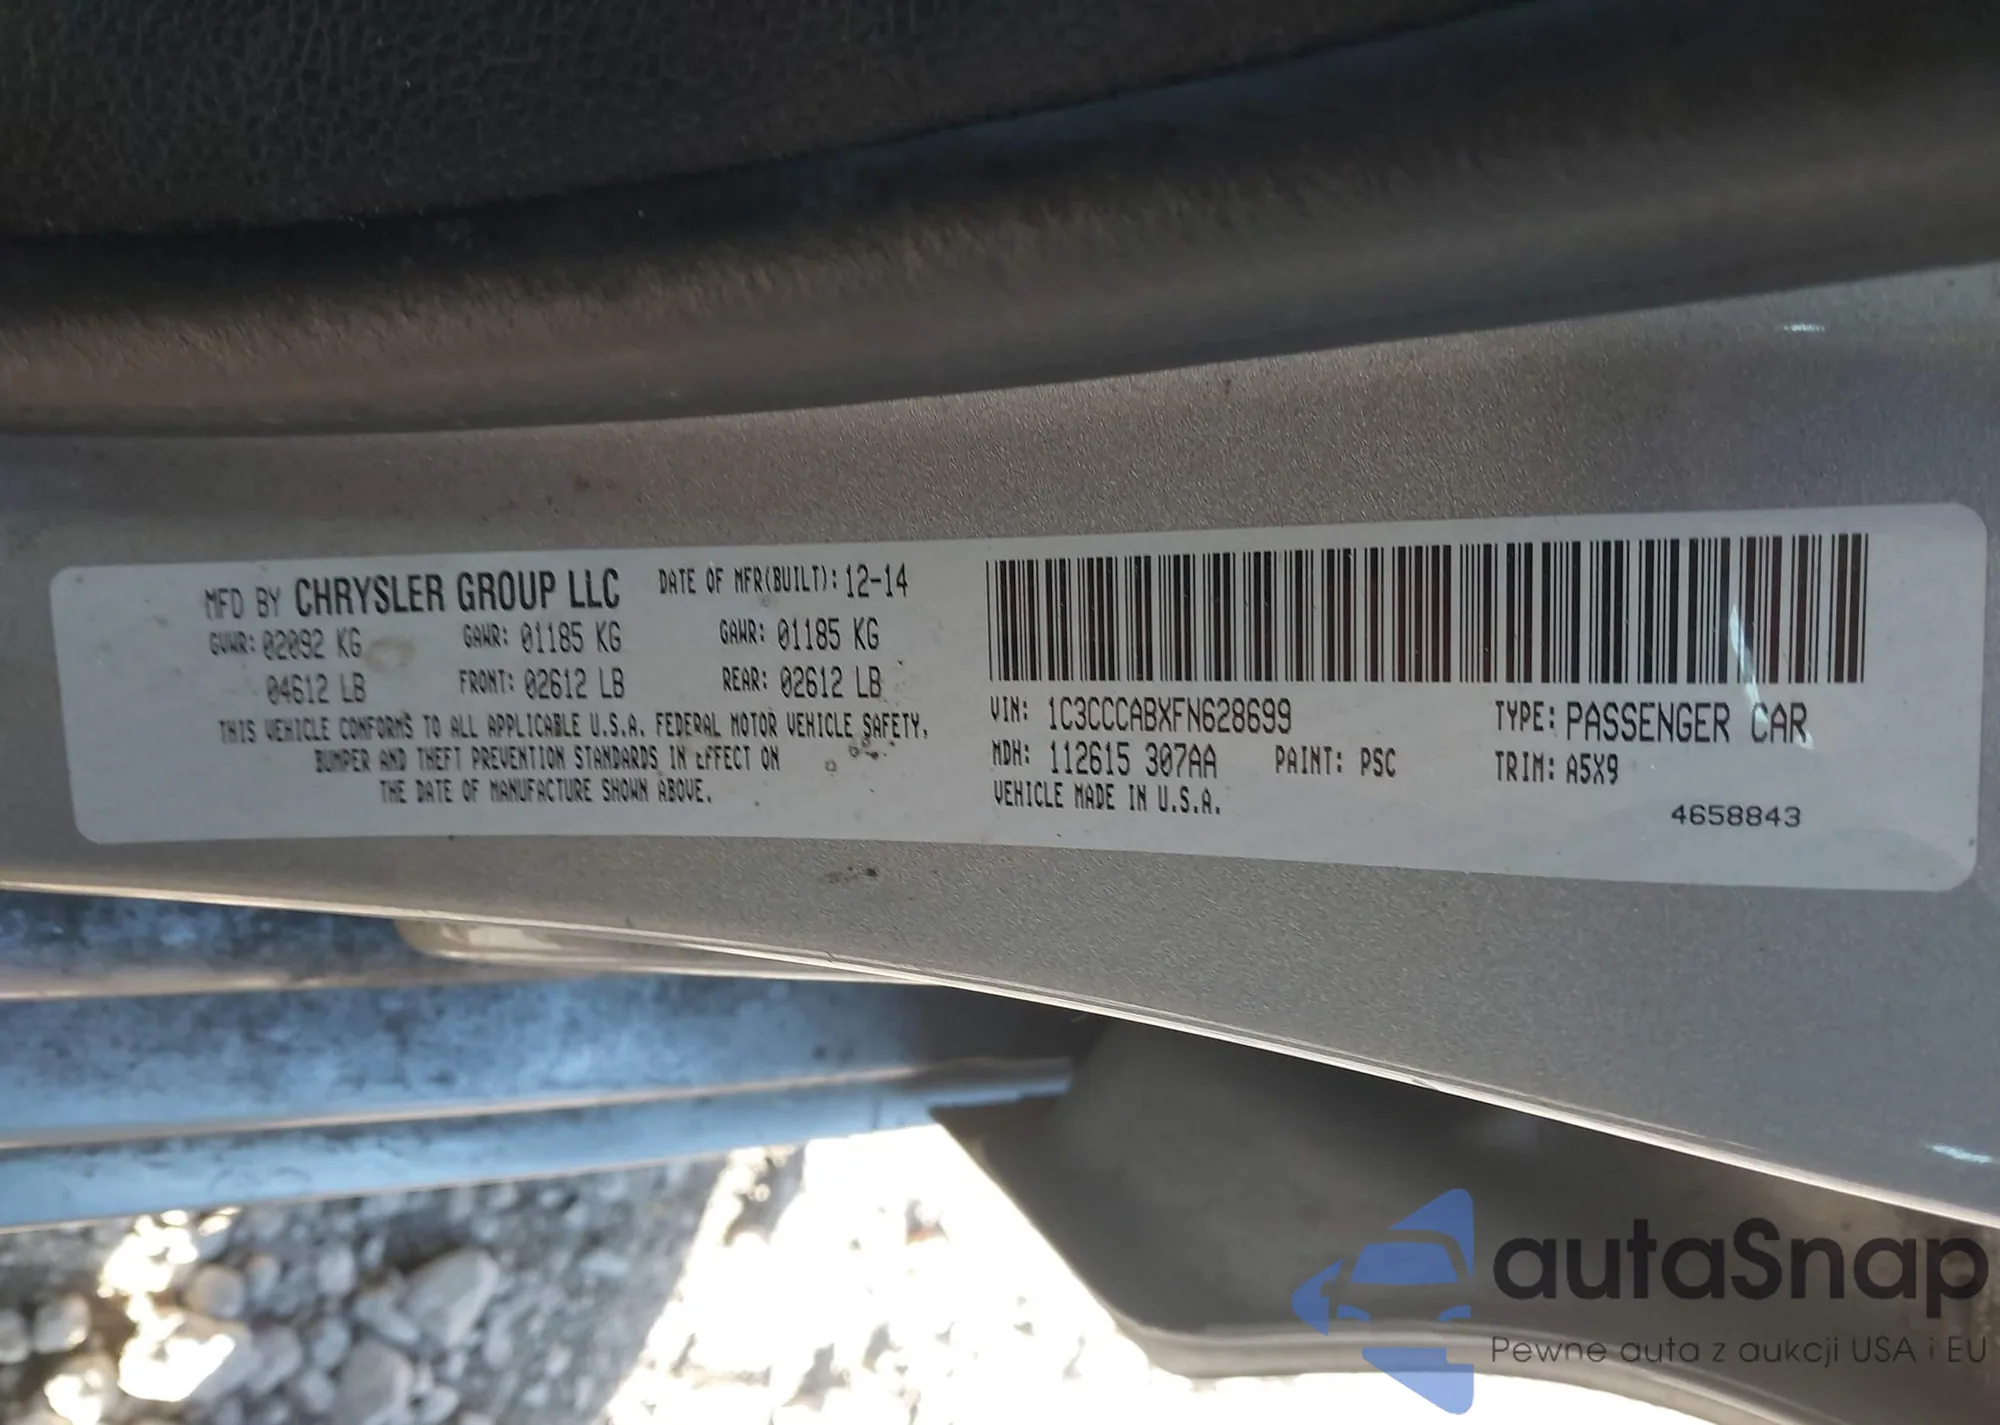 MFD BY CHRYSLER GROUP LLC DATE OF MFR(BUILT): 12-14
GVWR: 02092 KG GAWR: 01185 KG GAWR: 01185 KG
04612 LB FRONT: 02612 LB REAR: 02612 LB
THIS VEHICLE CONFORMS TO ALL APPLICABLE U.S.A. FEDERAL MOTOR VEHICLE SAFETY,
BUMPER AND THEFT PREVENTION STANDARDS IN EFFECT ON
THE DATE OF MANUFACTURE SHOWN ABOVE.
VIN: 1C3CCCABXFN628699 TYPE: PASSENGER CAR
MDH: 112615 307AA PAINT: PSC TRIM: A5X9
VEHICLE MADE IN U.S.A.
4658843
autaSnap
Pewne auta z aukcji USA i EU